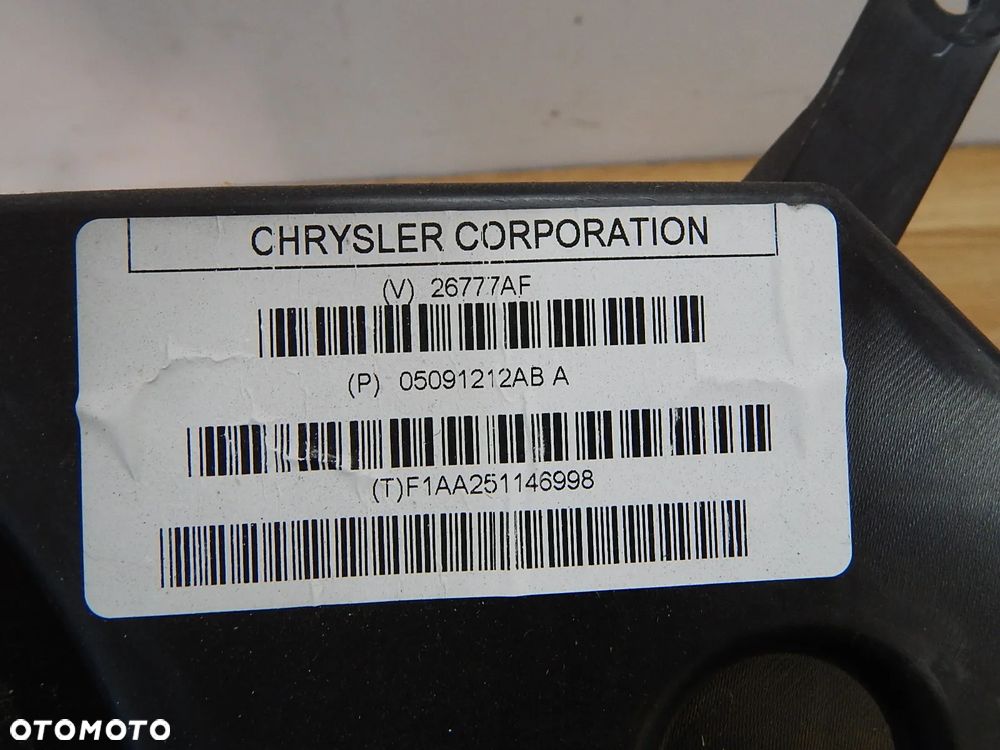 CHRYSLER CORPORATION
(V) 26777AF
(P) 05091212AB A
(T)F1AA251146998
OTOMOTO